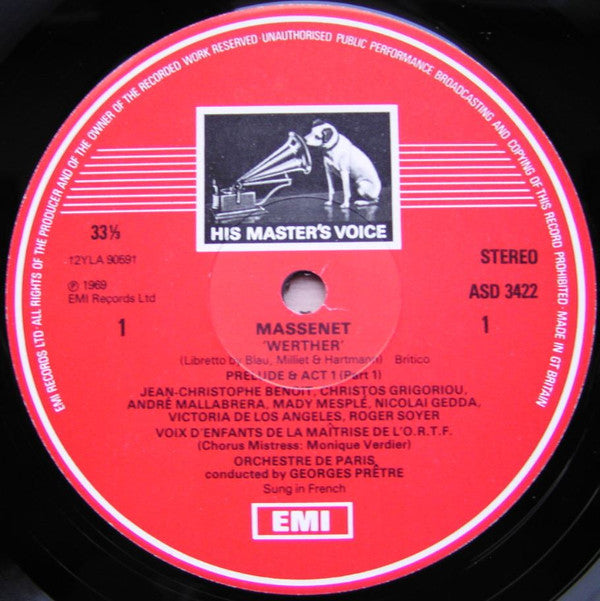 EMI RECORDS LTD·ALL RIGHTS OF THE PRODUCER AND OF THE OWNER OF THE RECORDED WORK RESERVED·UNAUTHORISED PUBLIC PERFORMANCE BROADCASTING AND COPYING OF THIS RECORD PROHIBITED. MADE IN GT BRITAIN
HIS MASTER'S VOICE
33⅓
12YLA 90591
℗ 1969
EMI Records Ltd
1
STEREO
ASD 3422
1
MASSENET
'WERTHER'
(Libretto by Blau, Milliet & Hartmann) Britico
PRELUDE & ACT 1 (Part 1)
JEAN-CHRISTOPHE BENOIT, CHRISTOS GRIGORIOU,
ANDRÉ MALLABRERA, MADY MESPLÉ, NICOLAI GEDDA,
VICTORIA DE LOS ANGELES, ROGER SOYER
VOIX D'ENFANTS DE LA MAÎTRISE DE L'O.R.T.F.
(Chorus Mistress: Monique Verdier)
ORCHESTRE DE PARIS
conducted by GEORGES PRÊTRE
Sung in French
EMI